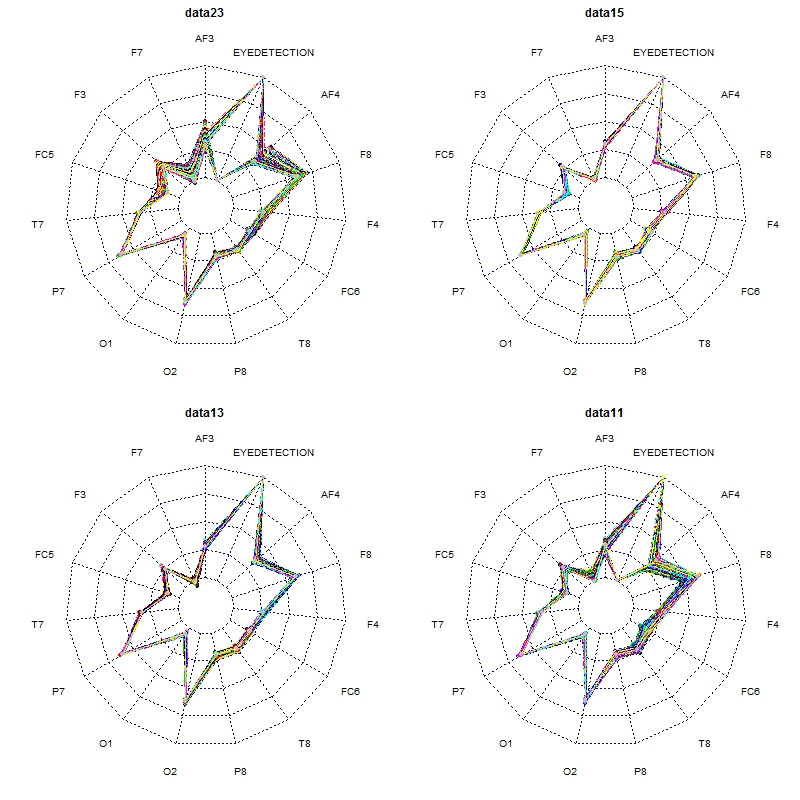 data23
AF3
EYEDETECTION
F7
AF4
F3
F8
FC5
F4
T7
FC6
P7
T8
O1
P8
O2
data15
AF3
EYEDETECTION
F7
AF4
F3
F8
FC5
F4
T7
FC6
P7
T8
O1
P8
O2
data13
AF3
EYEDETECTION
F7
AF4
F3
F8
FC5
F4
T7
FC6
P7
T8
O1
P8
O2
data11
AF3
EYEDETECTION
F7
AF4
F3
F8
FC5
F4
T7
FC6
P7
T8
O1
P8
O2